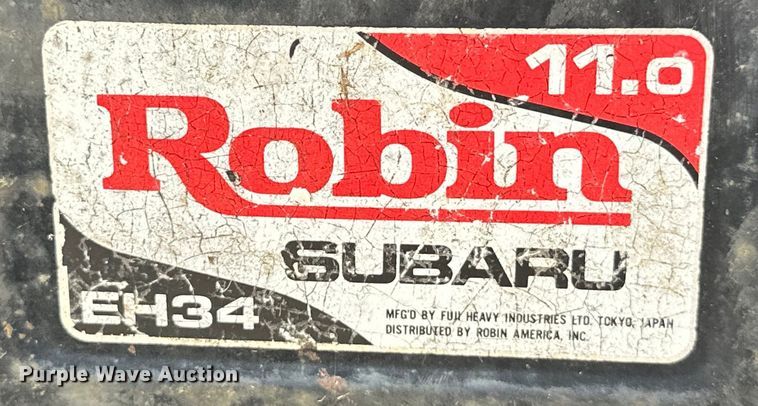 11.0
Robin
SUBARU
EH34
MFG'D BY FUJI HEAVY INDUSTRIES LTD. TOKYO, JAPAN
DISTRIBUTED BY ROBIN AMERICA, INC.
Purple Wave Auction